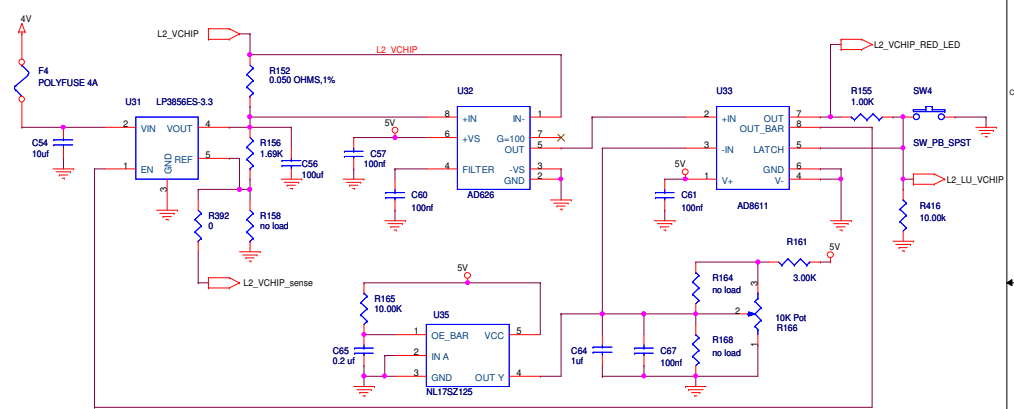 4V
L2_VCHIP
L2_VCHIP
L2_VCHIP_RED_LED
F4
POLYFUSE 4A
R152
0.050 OHMS,1%
U31
LP3856ES-3.3
2
VIN
VOUT
4
REF
5
GND
1
EN
3
C54
10uf
R156
1.69K
C56
100uf
R392
0
R158
no load
L2_VCHIP_sense
U32
8
+IN
IN-
1
6
+VS
G=100
7
OUT
5
4
FILTER
-VS
3
GND
2
AD626
5V
C57
100nf
C60
100nf
U33
2
+IN
OUT
7
OUT_BAR
8
3
-IN
LATCH
5
GND
6
1
V+
V-
4
AD8611
5V
C61
100nf
R155
1.00K
SW4
SW_PB_SPST
L2_LU_VCHIP
R416
10.00k
C
5V
R165
10.00K
U35
1
OE_BAR
VCC
5
2
IN A
3
GND
OUT Y
4
NL17SZ125
C65
0.2 uf
C64
1uf
C67
100nf
R164
no load
R168
no load
R161
3.00K
5V
3
2
1
10K Pot
R166